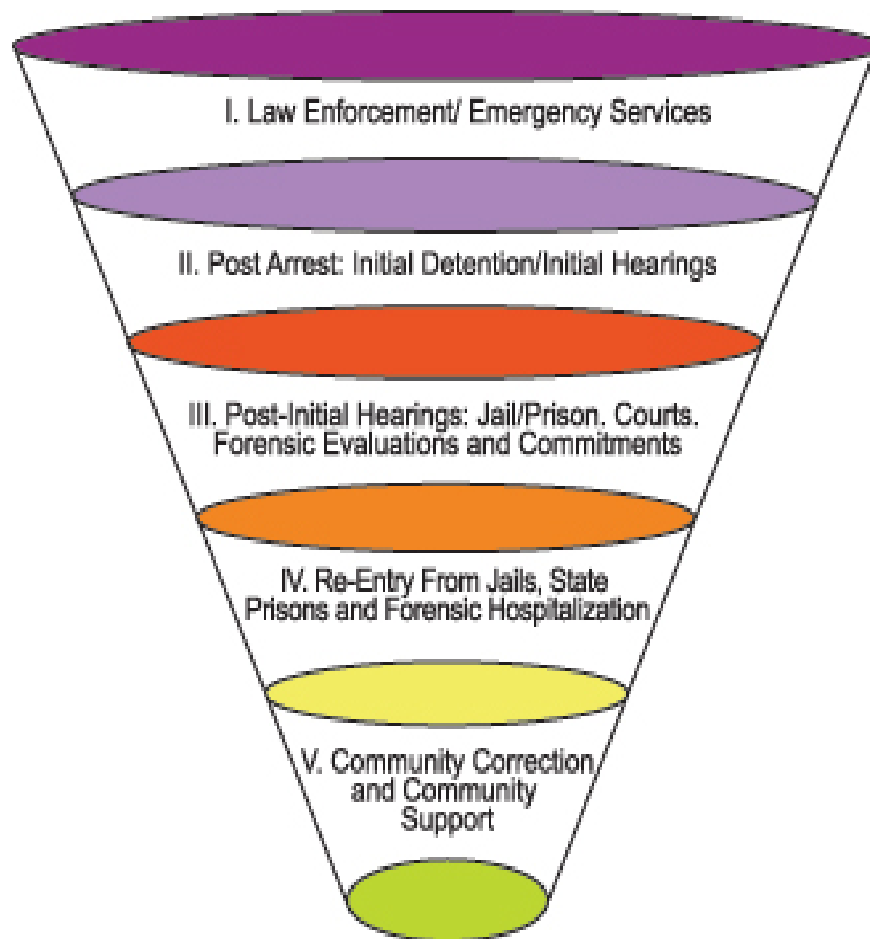 I. Law Enforcement/ Emergency Services
II. Post Arrest: Initial Detention/Initial Hearings
III. Post-Initial Hearings: Jail/Prison. Courts.
Forensic Evaluations and Commitments
IV. Re-Entry From Jails, State
Prisons and Forensic Hospitalization
V. Community Correction
and Community
Support